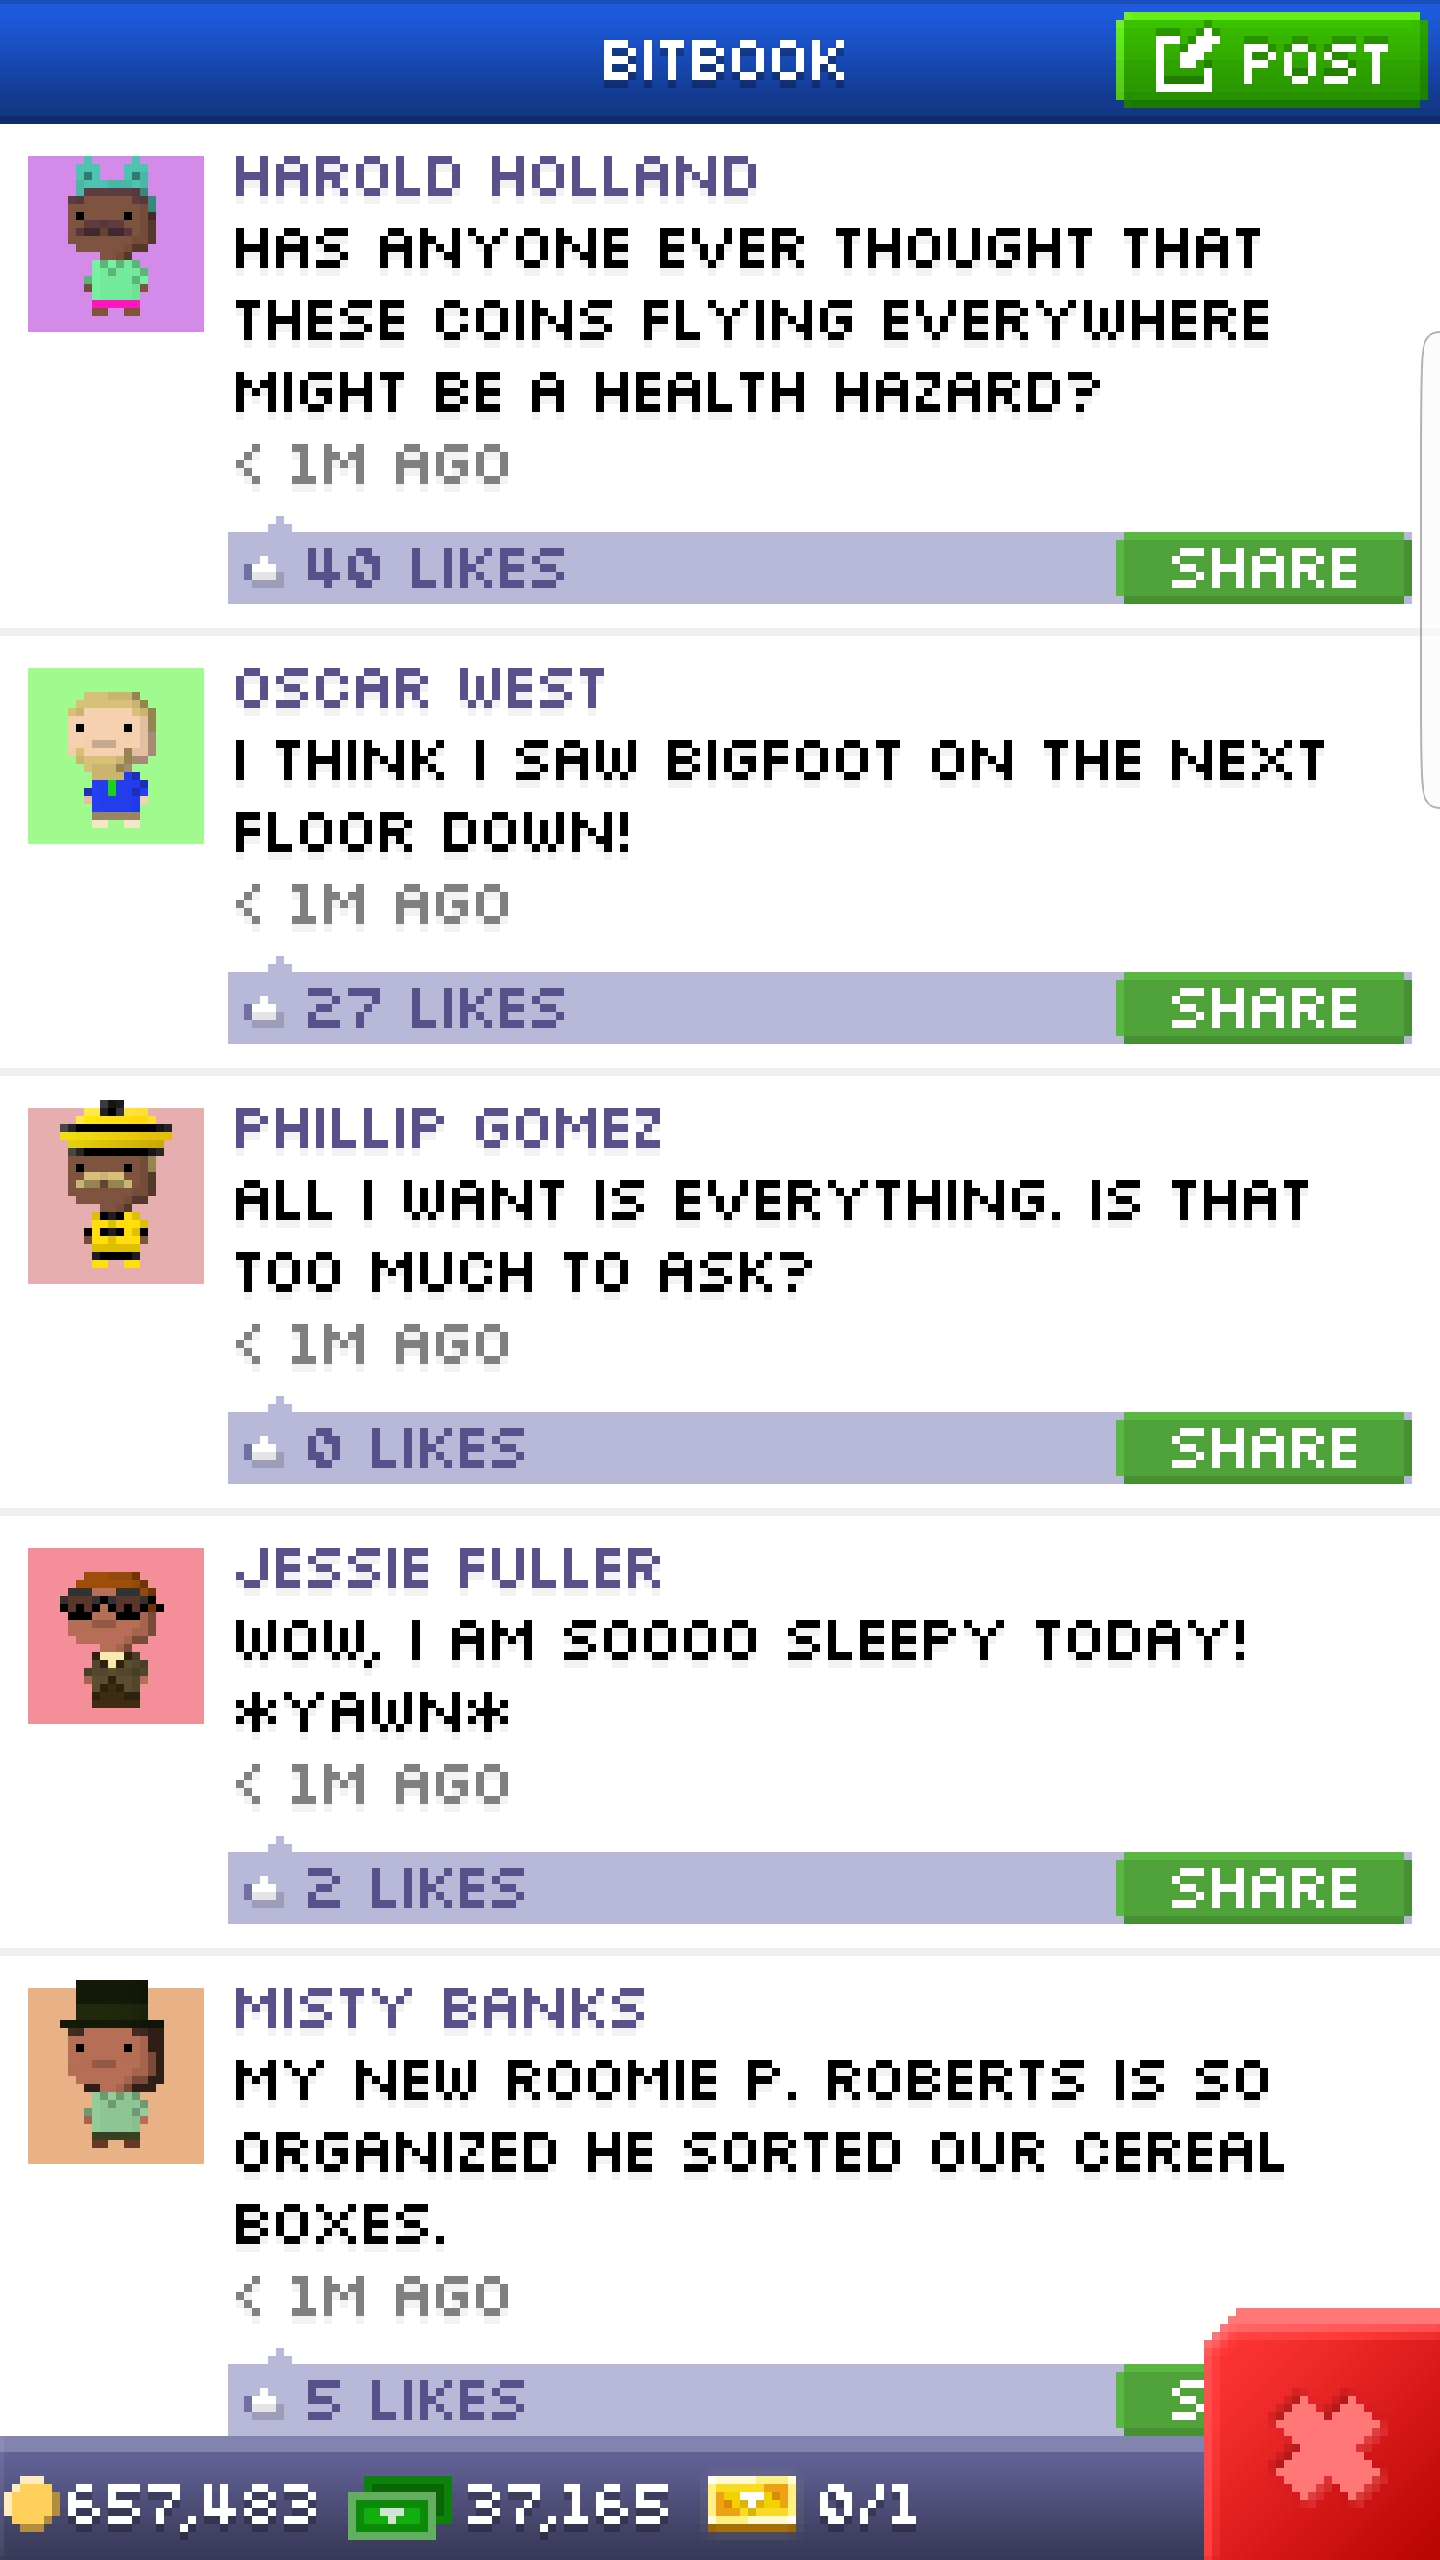 BITBOOK
POST
HAROLD HOLLAND
HAS ANYONE EVER THOUGHT THAT
THESE COINS FLYING EVERYWHERE
MIGHT BE A HEALTH HAZARD?
< 1M AGO
40 LIKES
SHARE
OSCAR WEST
I THINK I SAW BIGFOOT ON THE NEXT
FLOOR DOWN!
< 1M AGO
27 LIKES
SHARE
PHILLIP GOMEZ
ALL I WANT IS EVERYTHING. IS THAT
TOO MUCH TO ASK?
< 1M AGO
0 LIKES
SHARE
JESSIE FULLER
WOW, I AM SOOOO SLEEPY TODAY!
*YAWN*
< 1M AGO
2 LIKES
SHARE
MISTY BANKS
MY NEW ROOMIE P. ROBERTS IS SO
ORGANIZED HE SORTED OUR CEREAL
BOXES.
< 1M AGO
5 LIKES
S
657,483
37,165
0/1